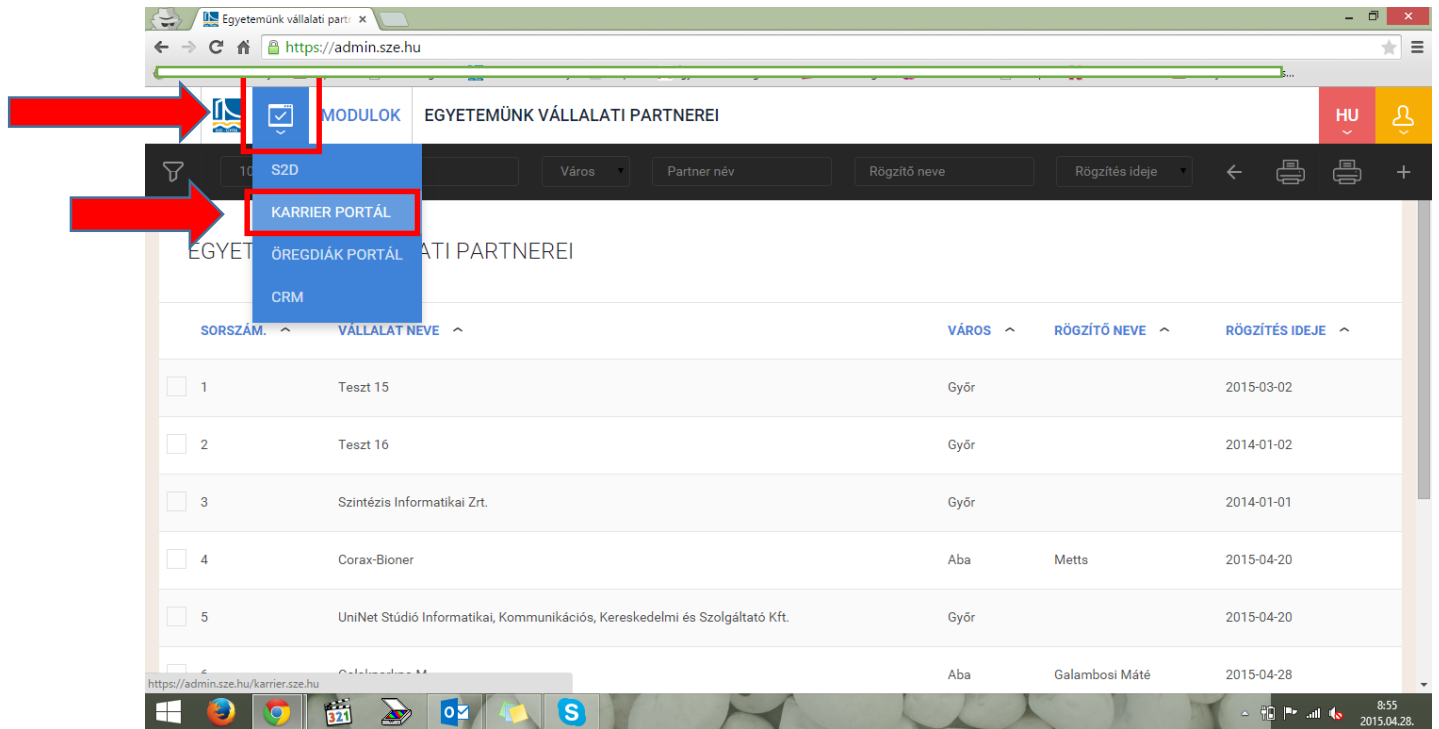 Egyetemünk vállalati part
https://admin.sze.hu
MODULOK
EGYETEMÜNK VÁLLALATI PARTNEREI
HU
10
Város
Partner név
Rögzítő neve
Rögzítés ideje
S2D
KARRIER PORTÁL
ÖREGDIÁK PORTÁL
CRM
EGYET ATI PARTNEREI
SORSZÁM. VÁLLALAT NEVE VÁROS RÖGZÍTŐ NEVE RÖGZÍTÉS IDEJE
1 Teszt 15 Győr 2015-03-02
2 Teszt 16 Győr 2014-01-02
3 Szintézis Informatikai Zrt. Győr 2014-01-01
4 Corax-Bioner Aba Metts 2015-04-20
5 UniNet Stúdió Informatikai, Kommunikációs, Kereskedelmi és Szolgáltató Kft. Győr 2015-04-20
Aba Galambosi Máté 2015-04-28
https://admin.sze.hu/karrier.sze.hu
321
8:55
2015.04.28.